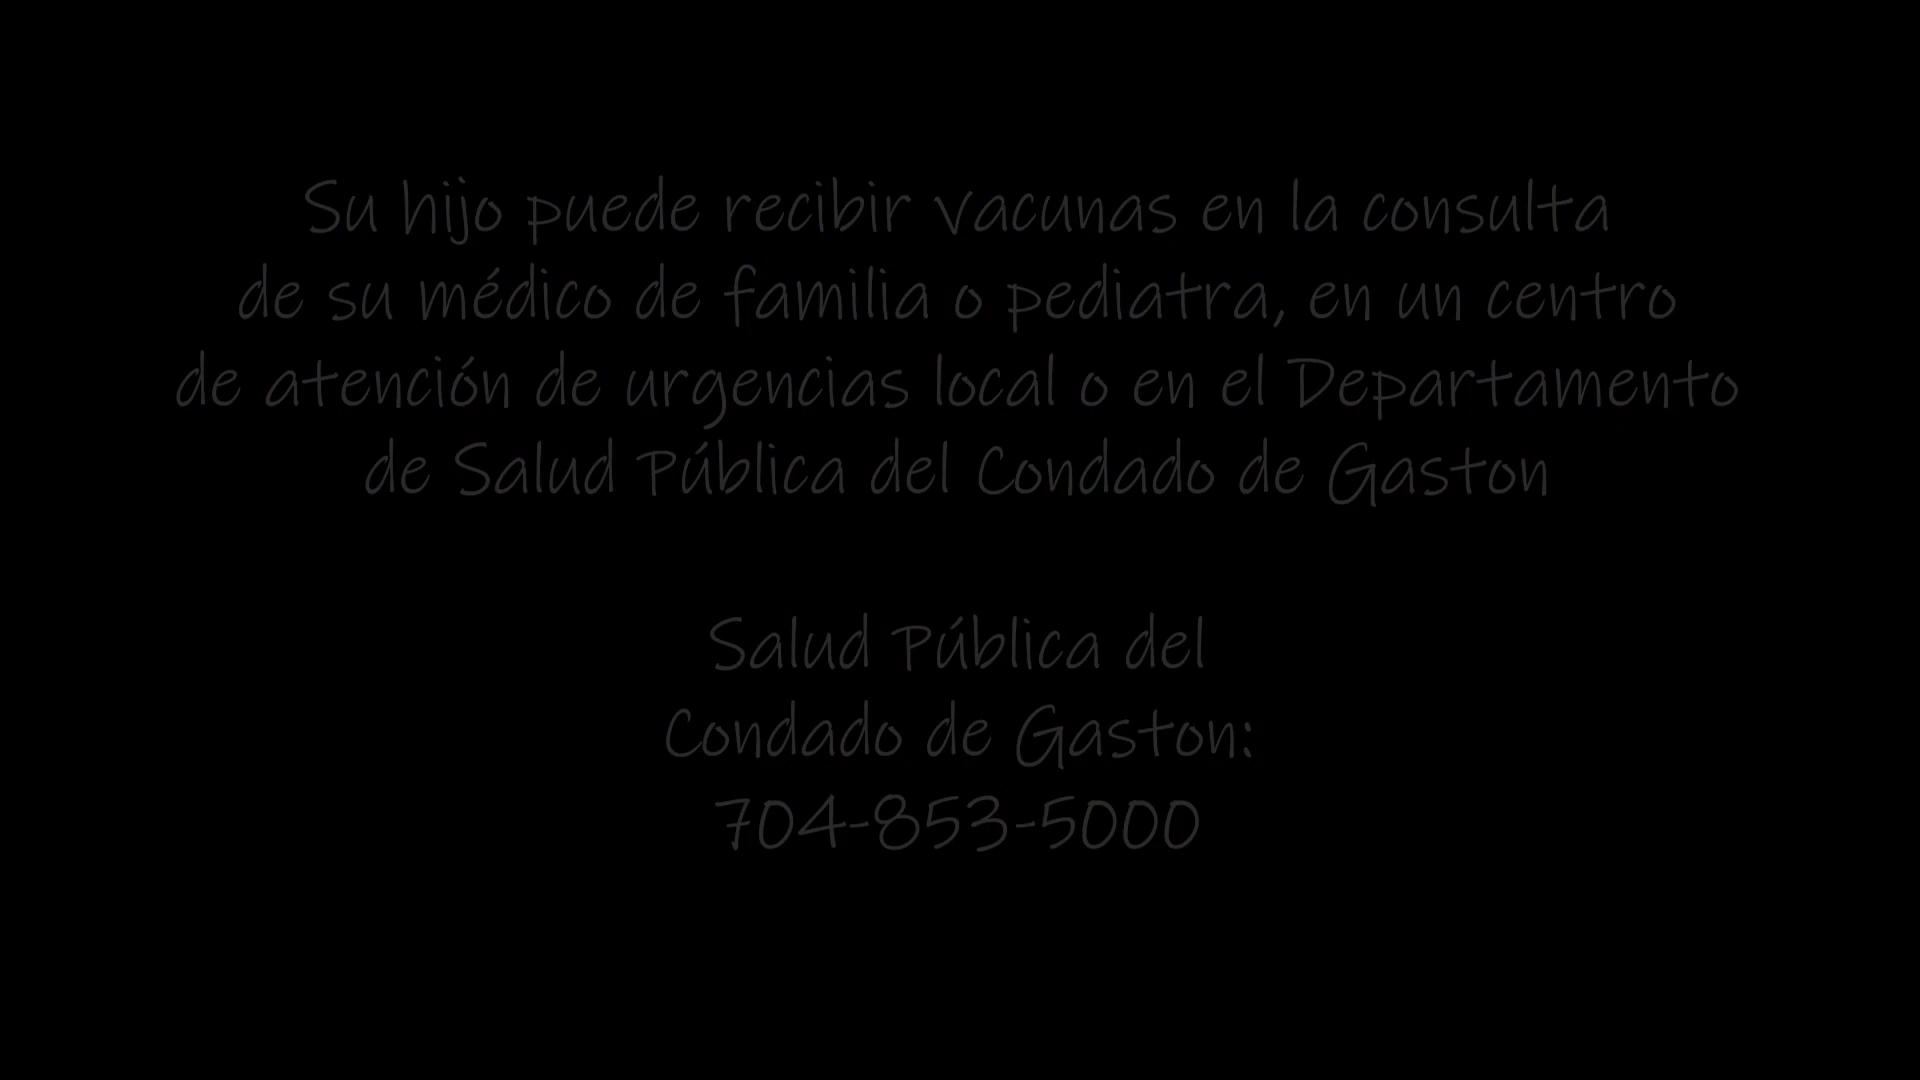 Su hijo puede recibir vacunas en la consulta
de su médico de familia o pediatra, en un centro
de atención de urgencias local o en el Departamento
de Salud Pública del Condado de Gaston
Salud Pública del
Condado de Gaston:
704-853-5000